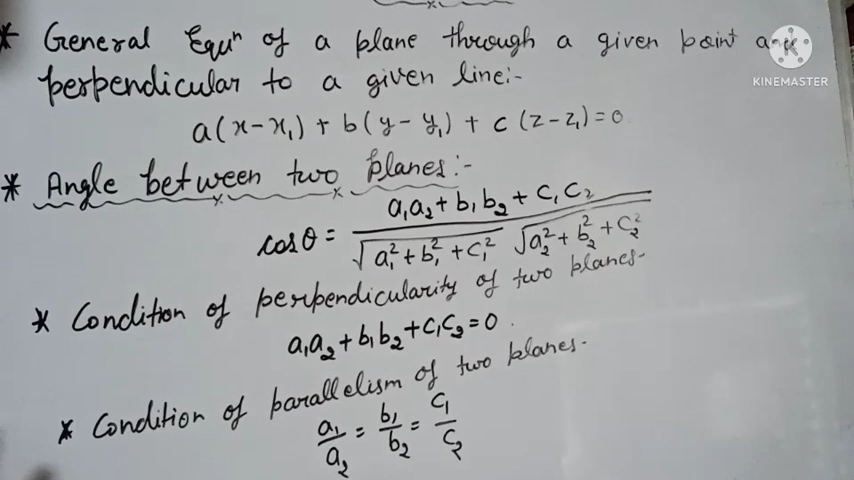 * General Equⁿ of a plane through a given point and
KINEMASTER
perpendicular to a given line:-
a(x-x₁) + b(y-y₁) + c(z-z₁)=0
* Angle between two planes:-
cosθ = (a₁a₂ + b₁b₂ + c₁c₂) / (√(a₁² + b₁² + c₁²) √(a₂² + b₂² + c₂²))
* Condition of perpendicularity of two planes-
a₁a₂ + b₁b₂ + c₁c₂ = 0.
* Condition of parallelism of two planes-
a₁/a₂ = b₁/b₂ = c₁/c₂